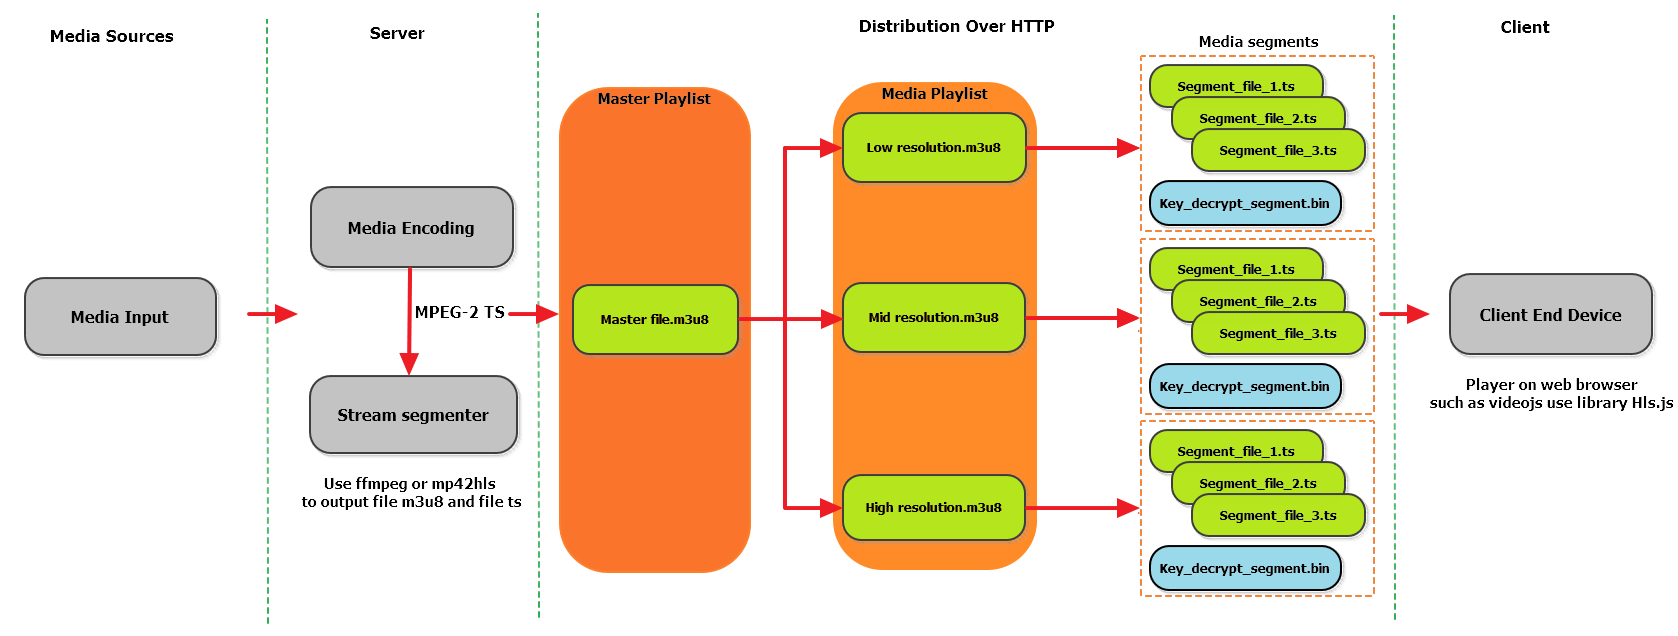 Media Sources
Server
Distribution Over HTTP
Client
Media Input
Media Encoding
MPEG-2 TS
Stream segmenter
Use ffmpeg or mp42hls
to output file m3u8 and file ts
Master Playlist
Master file.m3u8
Media Playlist
Low resolution.m3u8
Mid resolution.m3u8
High resolution.m3u8
Media segments
Segment_file_1.ts
Segment_file_2.ts
Segment_file_3.ts
Key_decrypt_segment.bin
Segment_file_1.ts
Segment_file_2.ts
Segment_file_3.ts
Key_decrypt_segment.bin
Segment_file_1.ts
Segment_file_2.ts
Segment_file_3.ts
Key_decrypt_segment.bin
Client End Device
Player on web browser
such as videojs use library Hls.js